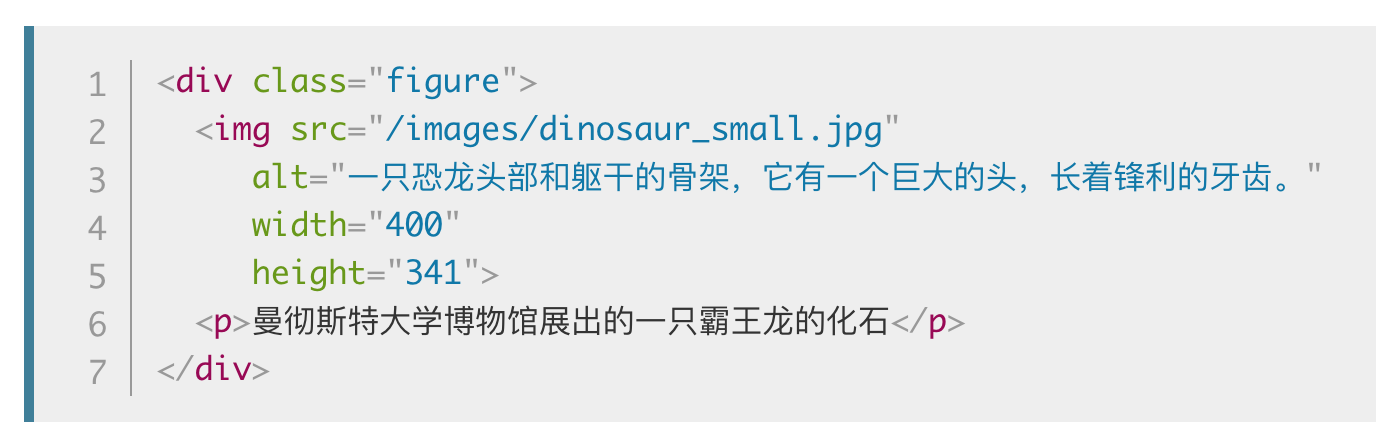 1 <div class="figure">
2   <img src="/images/dinosaur_small.jpg"
3      alt="一只恐龙头部和躯干的骨架，它有一个巨大的头，长着锋利的牙齿。"
4      width="400"
5      height="341">
6   <p>曼彻斯特大学博物馆展出的一只霸王龙的化石</p>
7 </div>